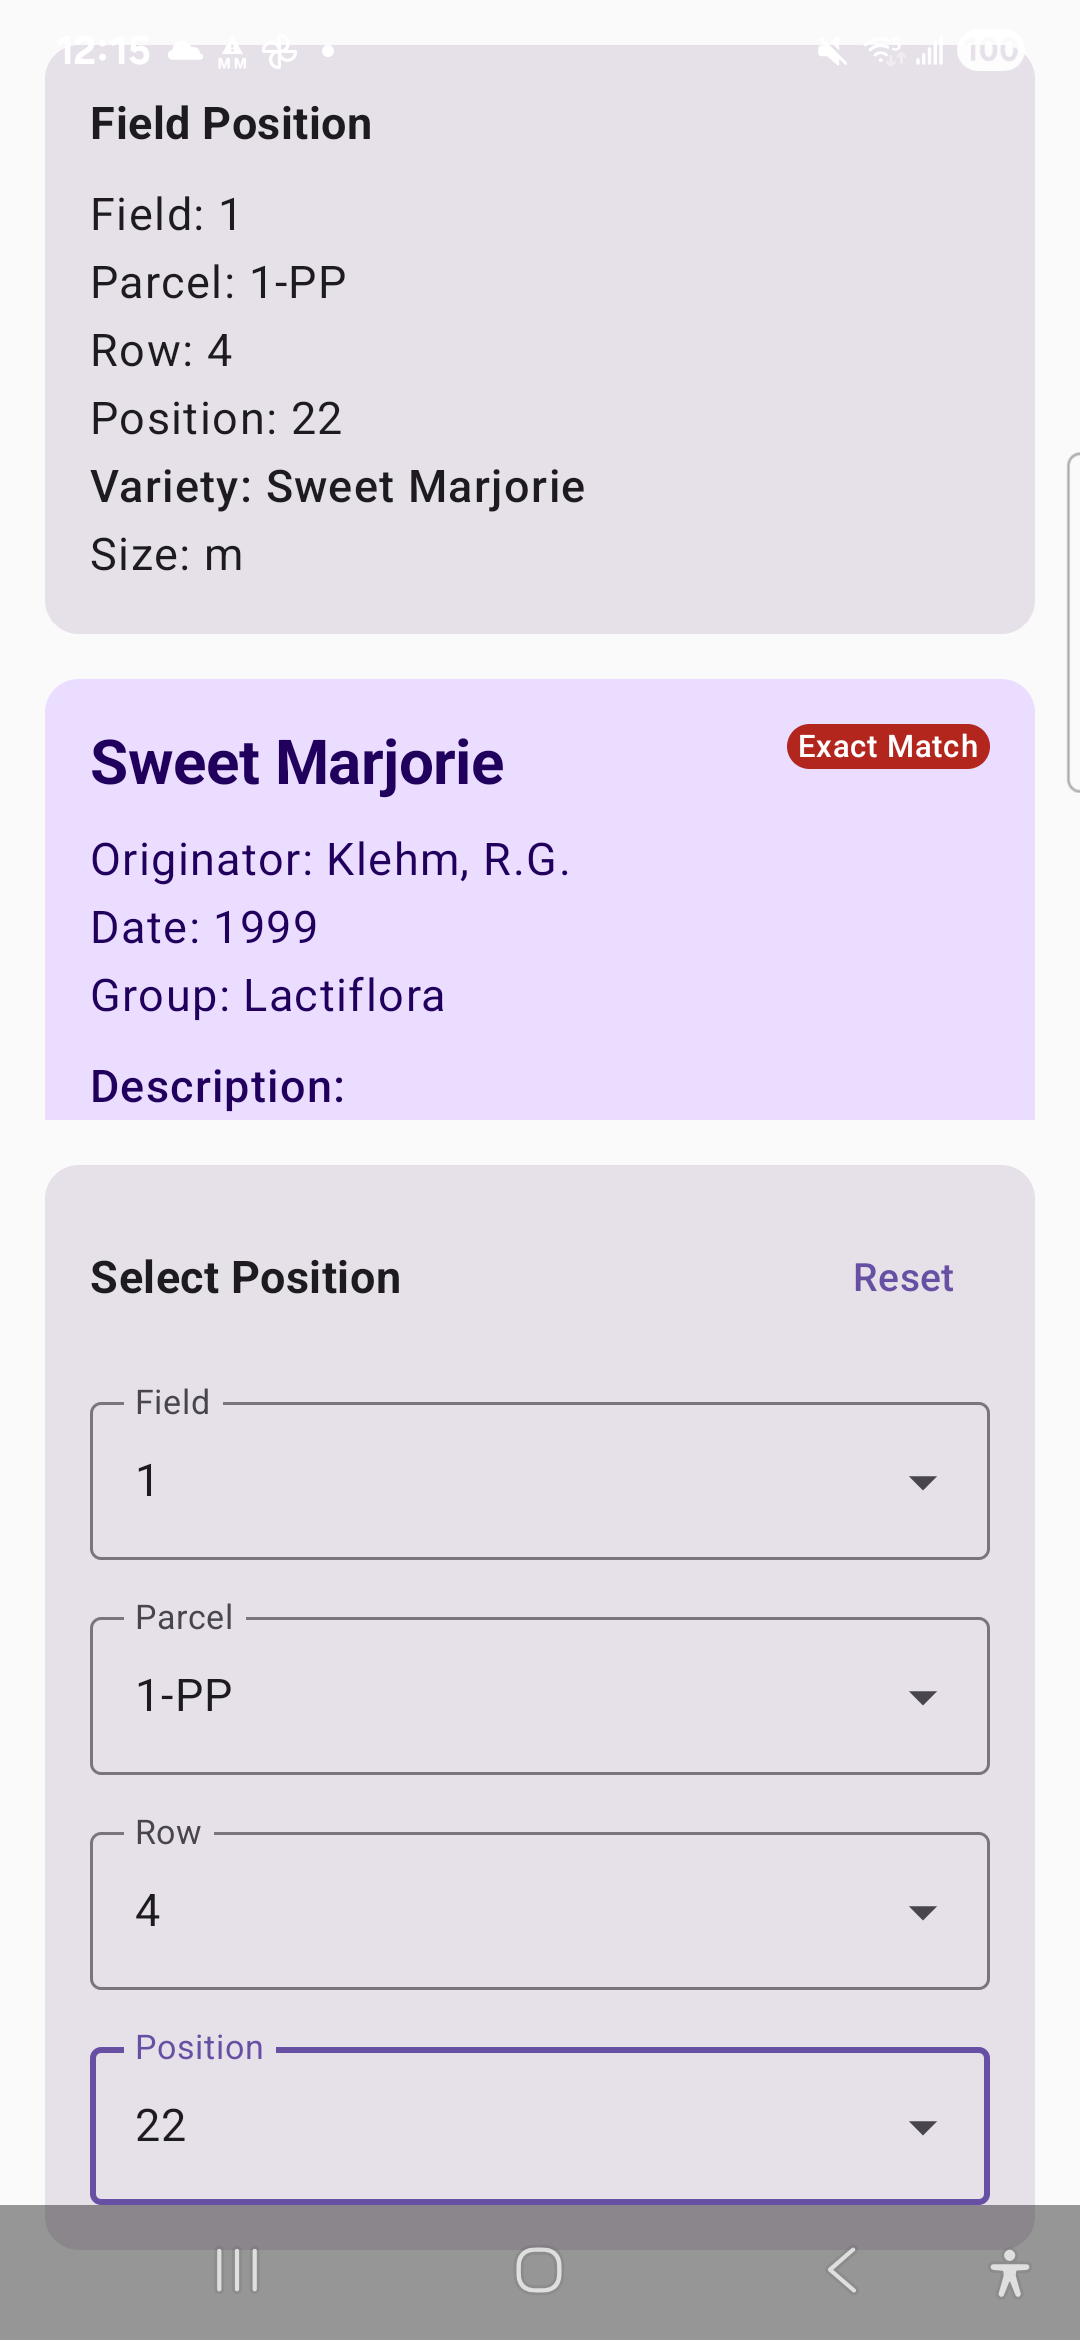 12:15
MM
100
Field Position
Field: 1
Parcel: 1-PP
Row: 4
Position: 22
Variety: Sweet Marjorie
Size: m
Sweet Marjorie
Exact Match
Originator: Klehm, R.G.
Date: 1999
Group: Lactiflora
Description:
Select Position
Reset
Field
1
Parcel
1-PP
Row
4
Position
22